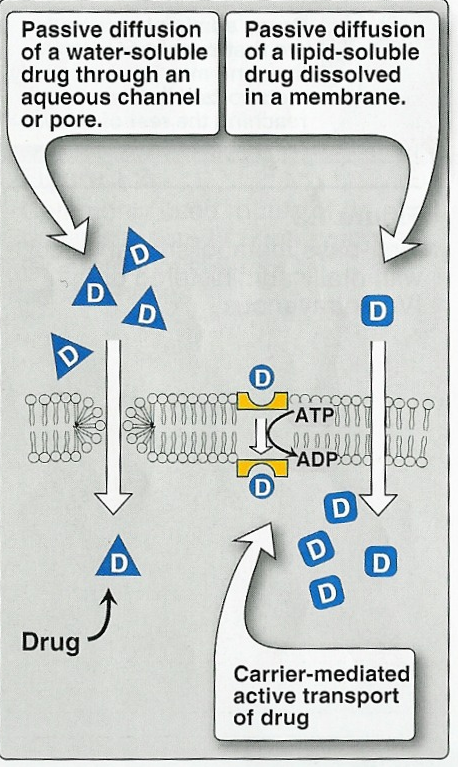 Passive diffusion
of a water-soluble
drug through an
aqueous channel
or pore.
Passive diffusion
of a lipid-soluble
drug dissolved
in a membrane.
D
D
D
D
D
D
ATP
ADP
D
D
D
D
D
D
Drug
Carrier-mediated
active transport
of drug